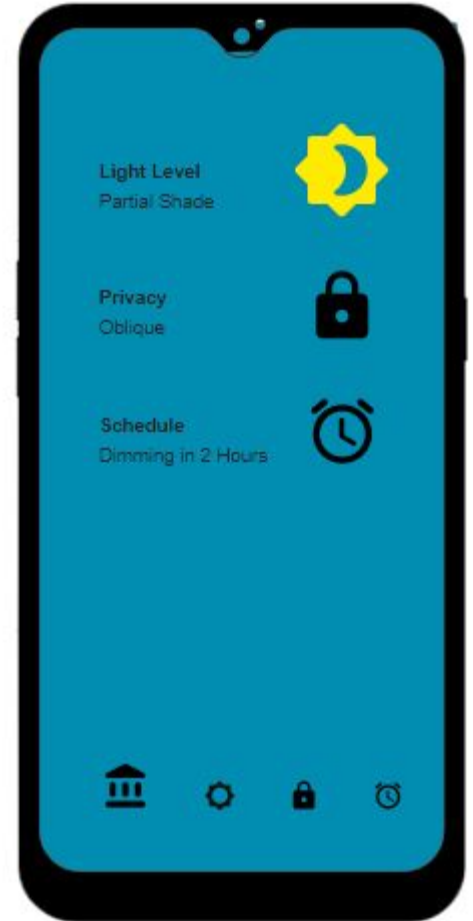 Light Level
Partial Shade
Privacy
Oblique
Schedule
Dimming in 2 Hours